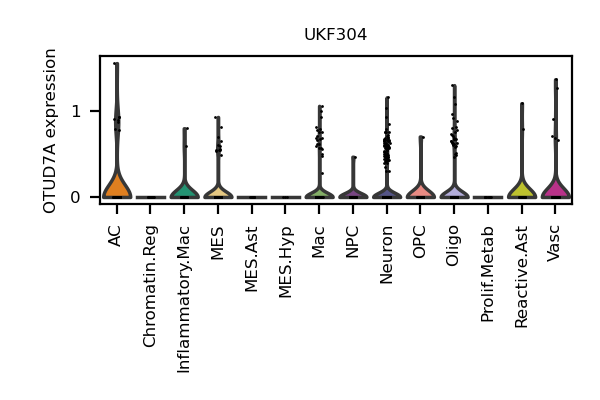 UKF304
OTUD7A expression
1
0
AC
Chromatin.Reg
Inflammatory.Mac
MES
MES.Ast
MES.Hyp
Mac
NPC
Neuron
OPC
Oligo
Prolif.Metab
Reactive.Ast
Vasc